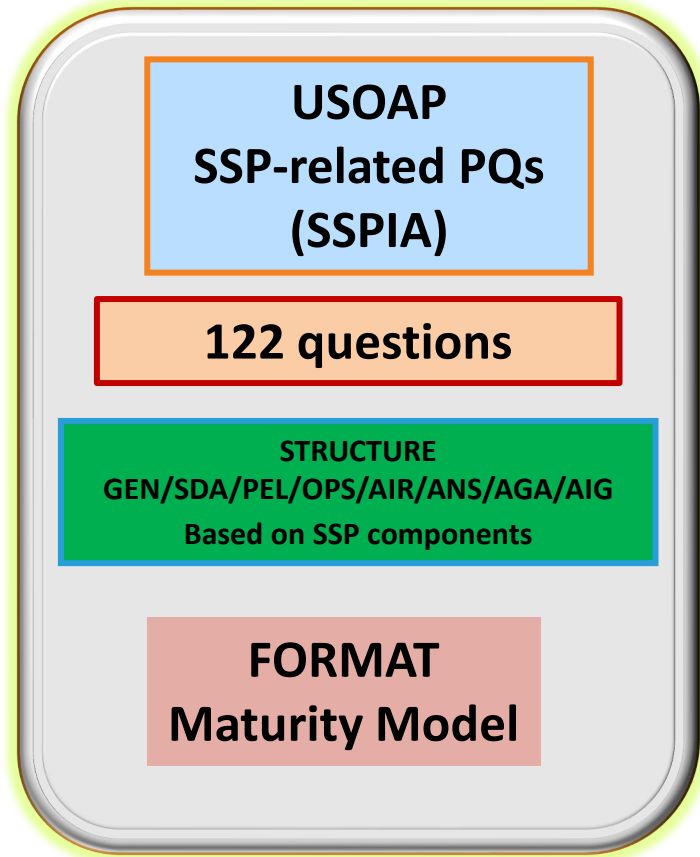 USOAP
SSP-related PQs
(SSPIA)
122 questions
STRUCTURE
GEN/SDA/PEL/OPS/AIR/ANS/AGA/AIG
Based on SSP components
FORMAT
Maturity Model